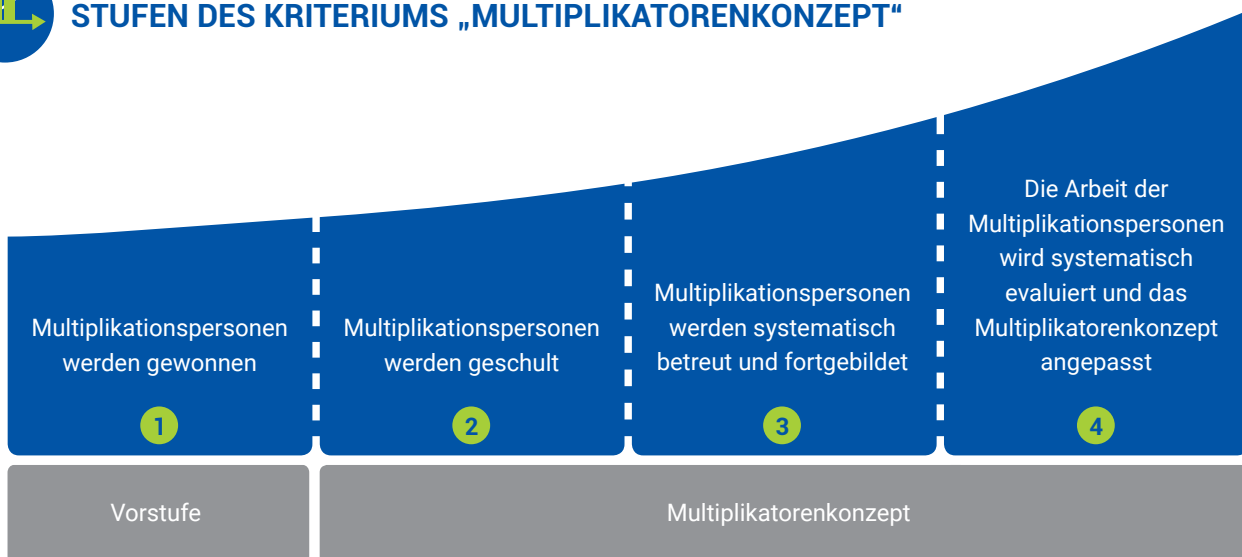 STUFEN DES KRITERIUMS „MULTIPLIKATORENKONZEPT“
Multiplikationspersonen
werden gewonnen
1
Multiplikationspersonen
werden geschult
2
Multiplikationspersonen
werden systematisch
betreut und fortgebildet
3
Die Arbeit der
Multiplikationspersonen
wird systematisch
evaluiert und das
Multiplikatorenkonzept
angepasst
4
Vorstufe
Multiplikatorenkonzept